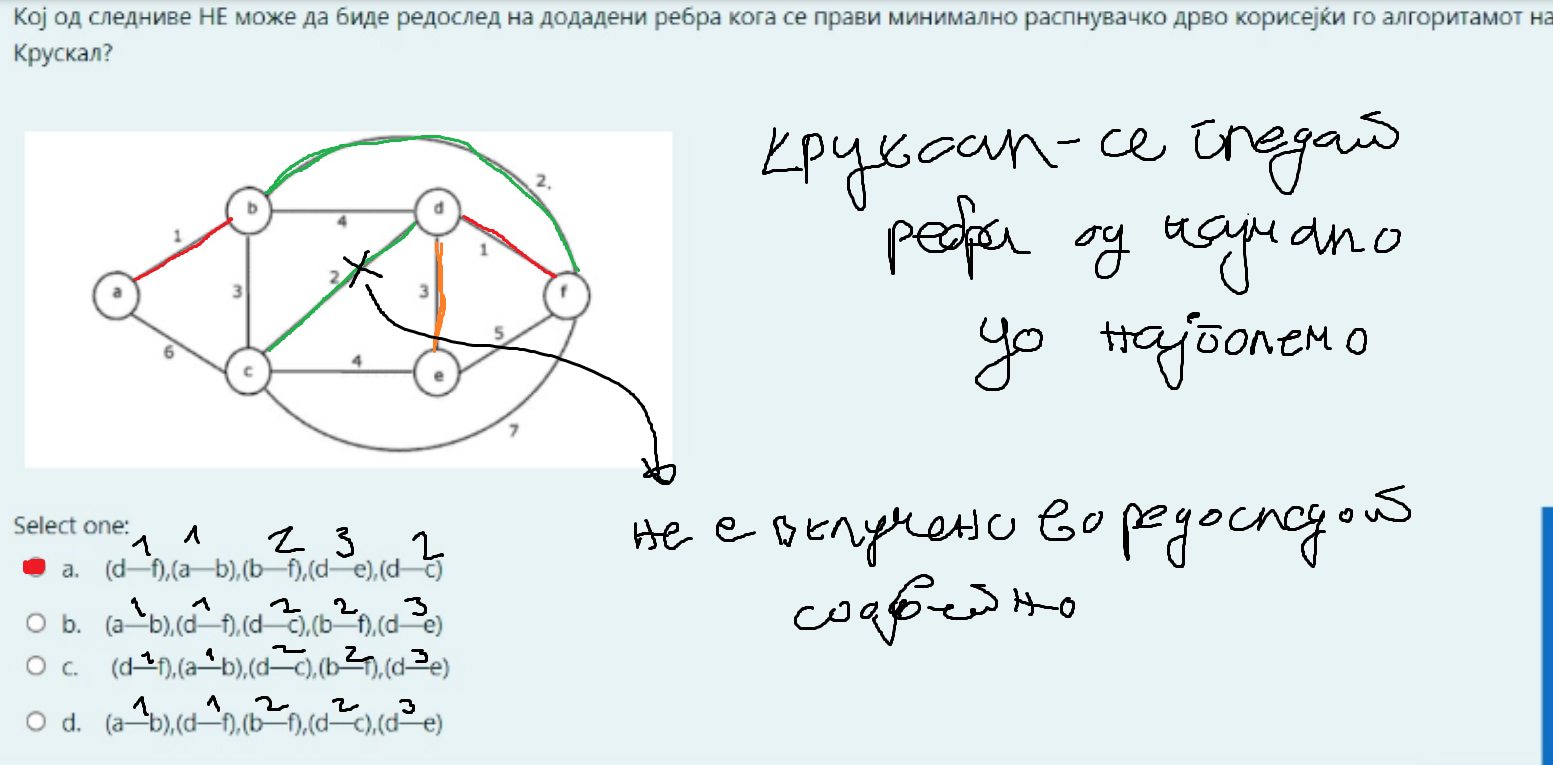 Кој од следниве НЕ може да биде редослед на додадени ребра кога се прави минимално распнувачко дрво корисејќи го алгоритамот на
Крускал?
2.
b
d
4
1
1
a
3
2
3
f
5
6
c
4
e
7
се гледаат
ребра од најмало
до најголемо
не е вклучено во редоследот
соодветно
Select one:
1 1 2 3 2
a. (d—f),(a—b),(b—f),(d—e),(d—c)
1 1 2 2 3
b. (a—b),(d—f),(d—c),(b—f),(d—e)
1 1 2 2 3
c. (d—f),(a—b),(d—c),(b—f),(d—e)
1 1 2 2 3
d. (a—b),(d—f),(b—f),(d—c),(d—e)